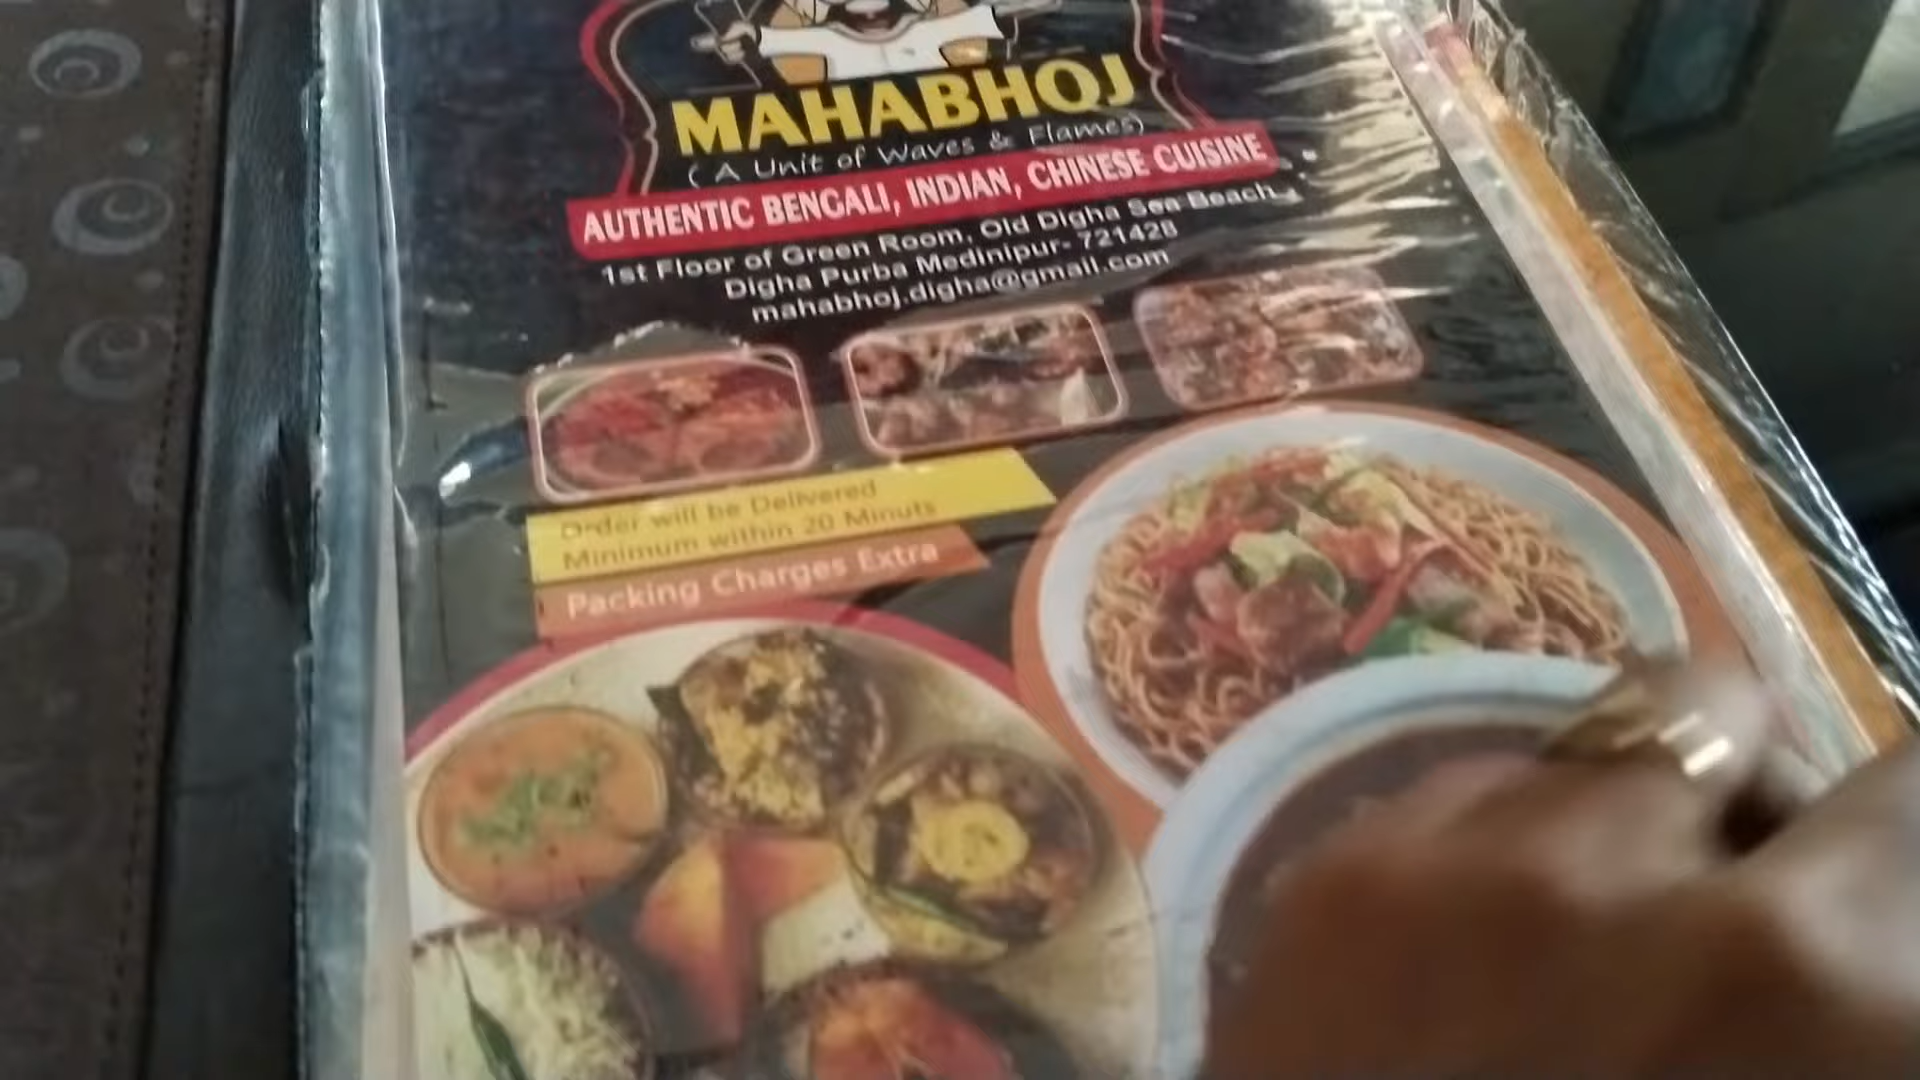 MAHABHOJ
( A Unit of Waves & Flames)
AUTHENTIC BENGALI, INDIAN, CHINESE CUISINE
1st Floor of Green Room, Old Digha Sea Beach
Digha Purba Medinipur- 721428
mahabhoj.digha@gmail.com
Order will be Delivered
Minimum within 20 Minuts
Packing Charges Extra